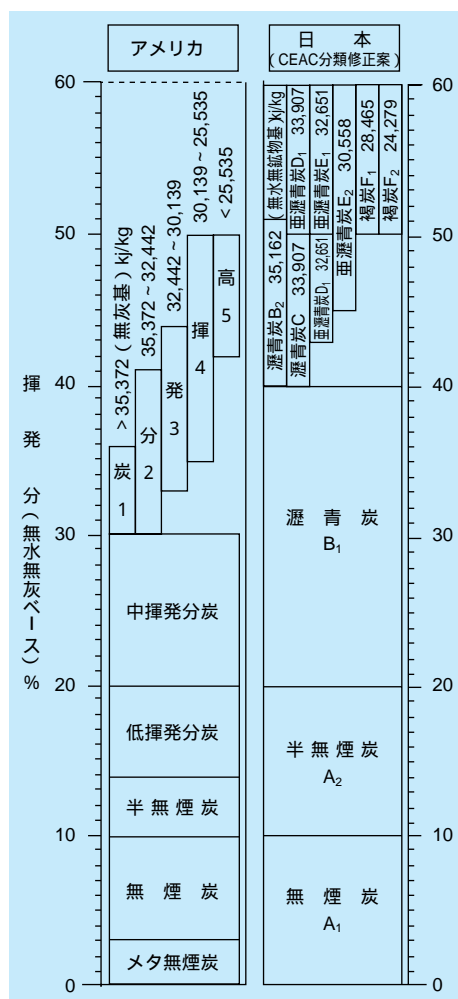 アメリカ
日本
(CEAC分類修正案)
揮発分(無水無灰ベース)%
60
50
40
30
20
10
0
>35,372(無灰基)kj/kg
35,372~32,442
32,442~30,139
30,139~25,535
<25,535
炭1
分2
発3
揮4
高5
中揮発分炭
低揮発分炭
半無煙炭
無煙炭
メタ無煙炭
(無水無鉱物基)kj/kg
瀝青炭B2 35,162
亜瀝青炭D1 33,907
瀝青炭C 33,907
亜瀝青炭E1 32,651
亜瀝青炭D1 32,651
亜瀝青炭E2 30,558
褐炭F1 28,465
褐炭F2 24,279
瀝青炭
B1
半無煙炭
A2
無煙炭
A1
60
50
40
30
20
10
0